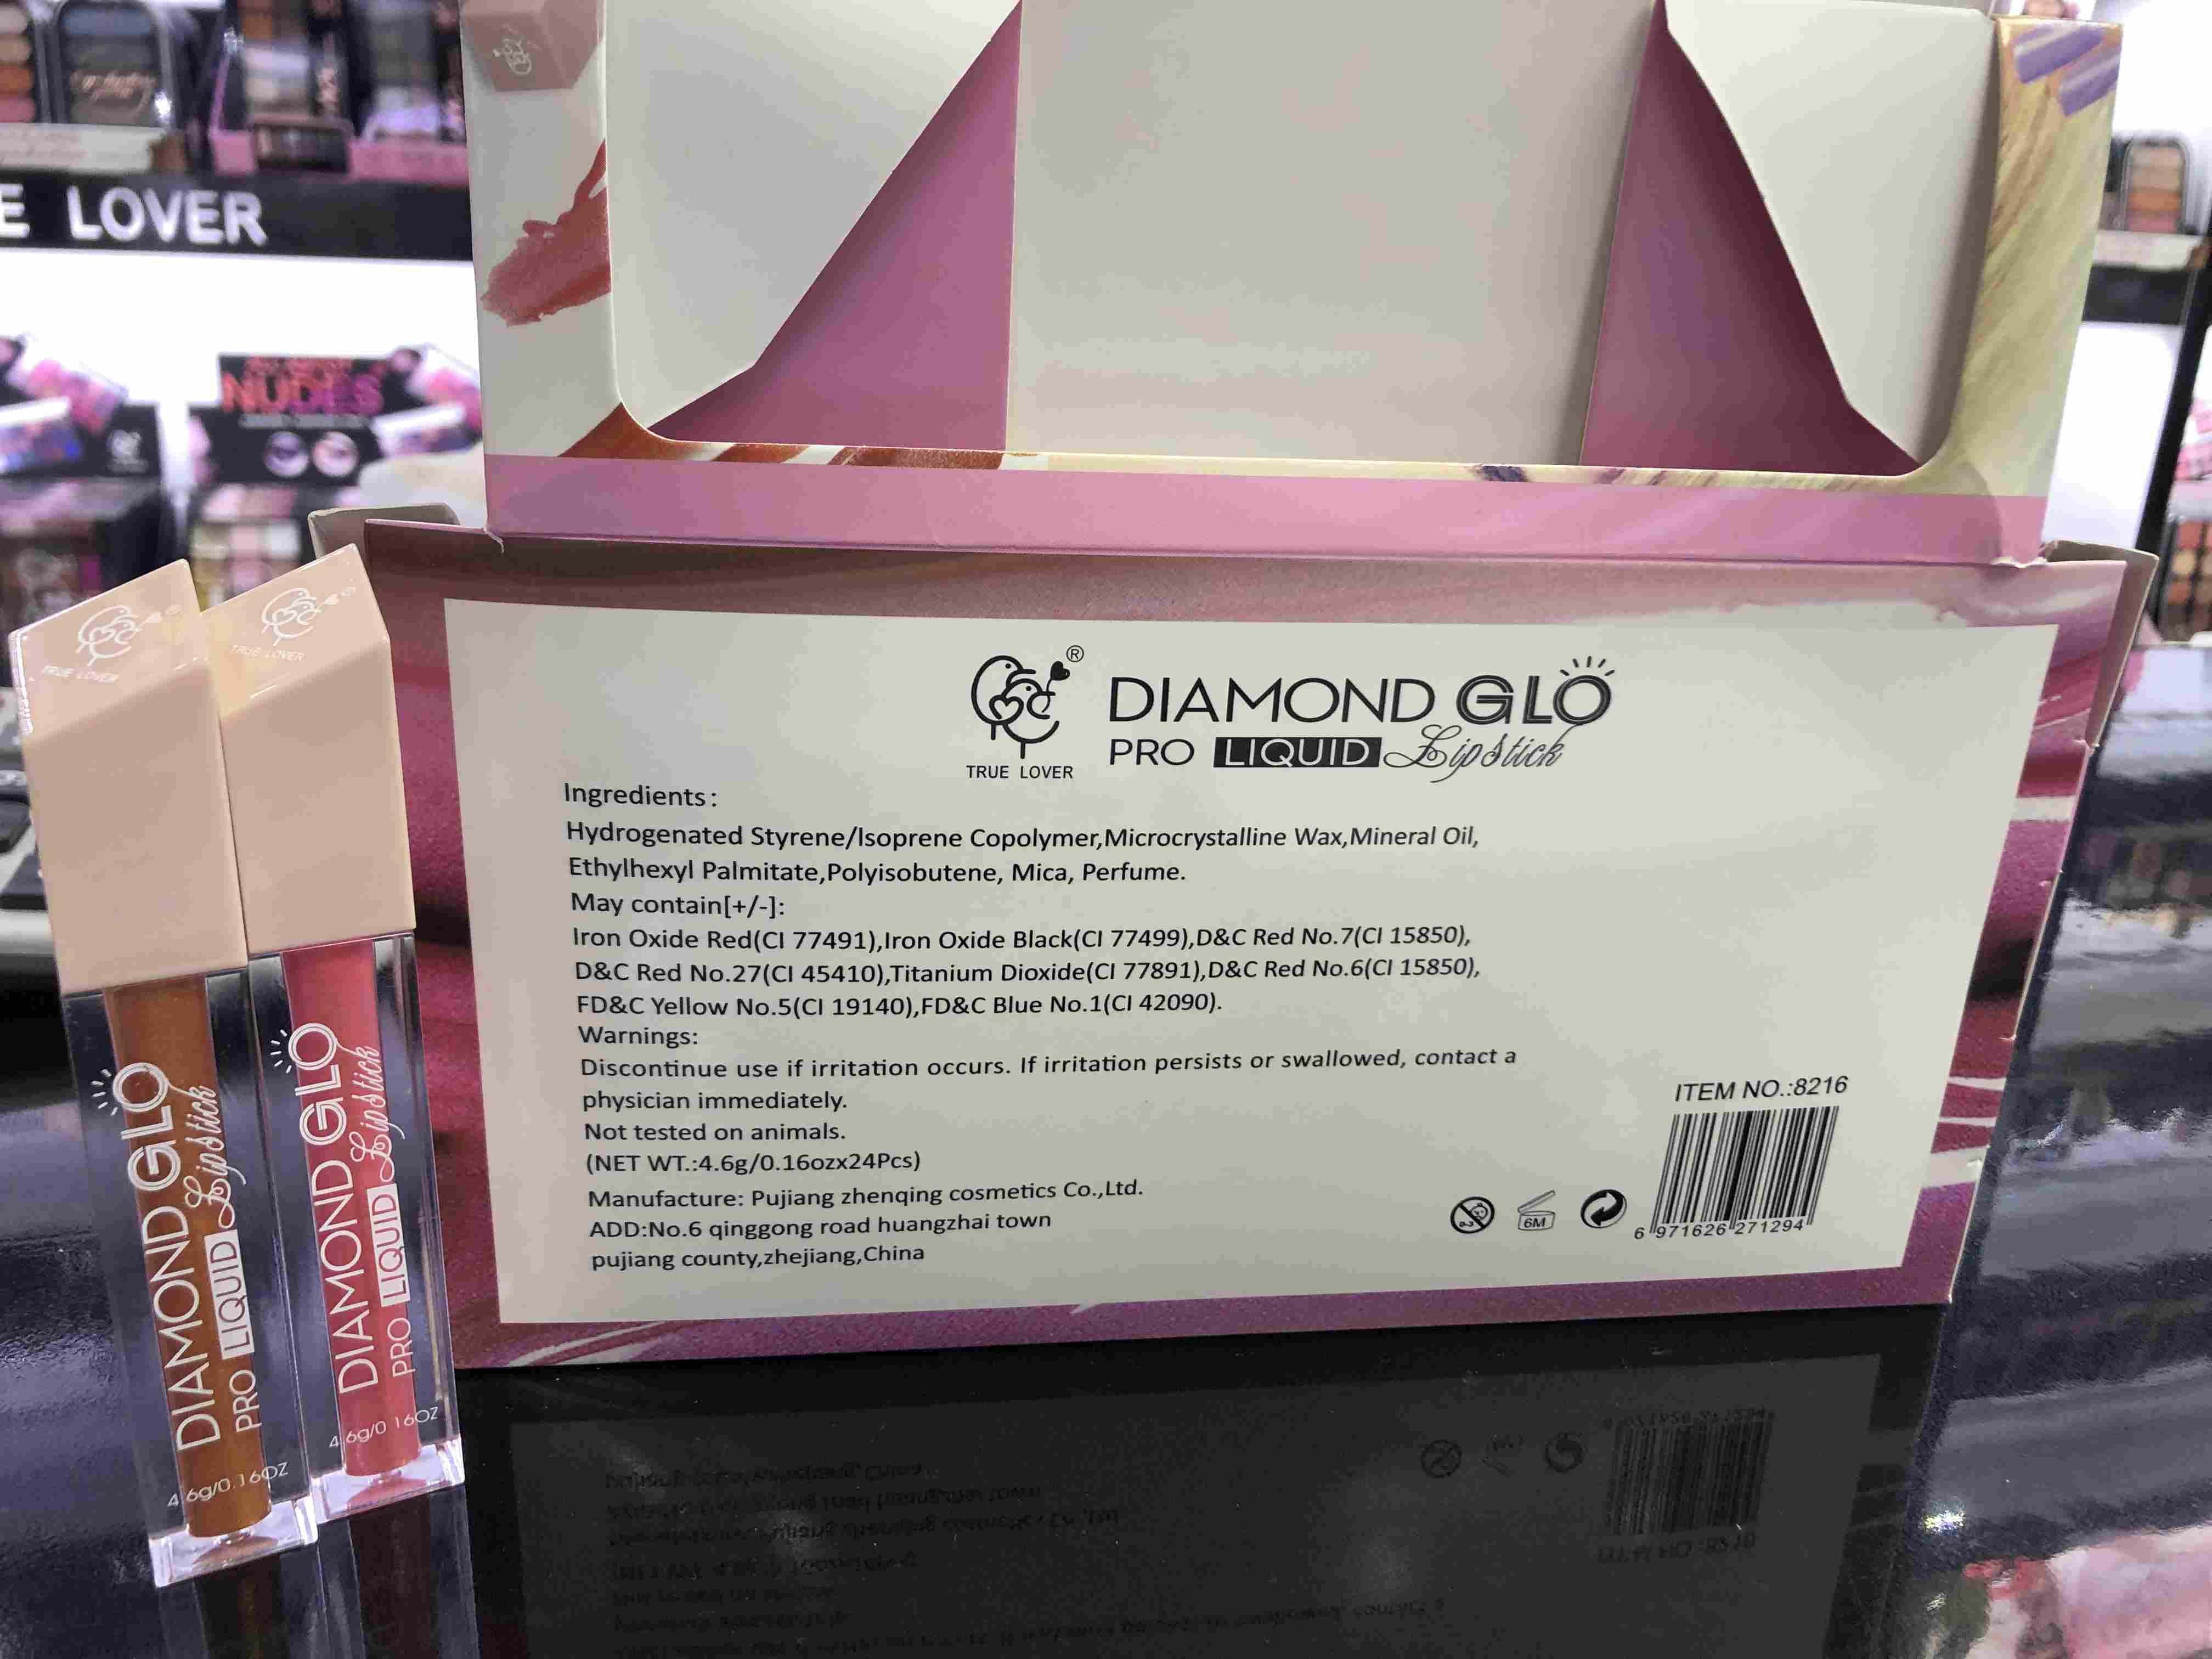 E LOVER
NUDES
TRUE LOVER
TRUE LOVER
®
TRUE LOVER
DIAMOND GLO
PRO LIQUID Lipstick
Ingredients:
Hydrogenated Styrene/Isoprene Copolymer,Microcrystalline Wax,Mineral Oil,
Ethylhexyl Palmitate,Polyisobutene, Mica, Perfume.
May contain[+/-]:
Iron Oxide Red(CI 77491),Iron Oxide Black(CI 77499),D&C Red No.7(CI 15850),
D&C Red No.27(CI 45410),Titanium Dioxide(CI 77891),D&C Red No.6(CI 15850),
FD&C Yellow No.5(CI 19140),FD&C Blue No.1(CI 42090).
Warnings:
Discontinue use if irritation occurs. If irritation persists or swallowed, contact a
physician immediately.
Not tested on animals.
(NET WT.:4.6g/0.16ozx24Pcs)
Manufacture: Pujiang zhenqing cosmetics Co.,Ltd.
ADD:No.6 qinggong road huangzhai town
pujiang county,zhejiang,China
0-3
6M
ITEM NO.:8216
6 971626 271294
DIAMOND GLO
PRO LIQUID Lipstick
4.6g/0.16OZ
DIAMOND GLO
PRO LIQUID Lipstick
4.6g/0.16OZ